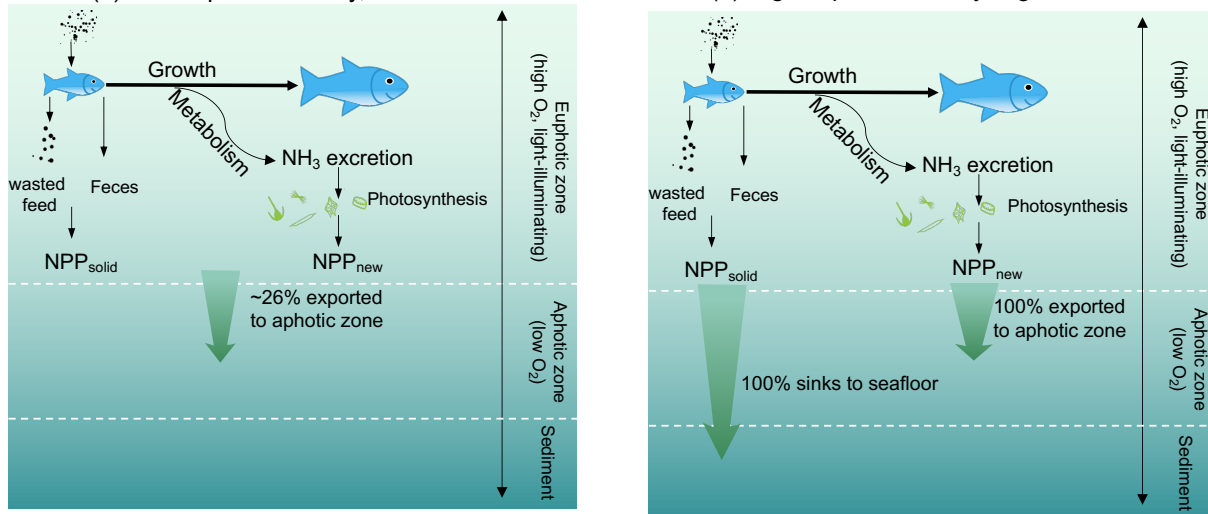 Growth
Metabolism
NH₃ excretion
wasted
feed
Feces
Photosynthesis
NPPsolid
NPPnew
~26% exported
to aphotic zone
Euphotic zone
(high O₂, light-illuminating)
Aphotic zone
(low O₂)
Sediment
Growth
Metabolism
NH₃ excretion
wasted
feed
Feces
Photosynthesis
NPPsolid
NPPnew
100% exported
to aphotic zone
100% sinks to seafloor
Euphotic zone
(high O₂, light-illuminating)
Aphotic zone
(low O₂)
Sediment